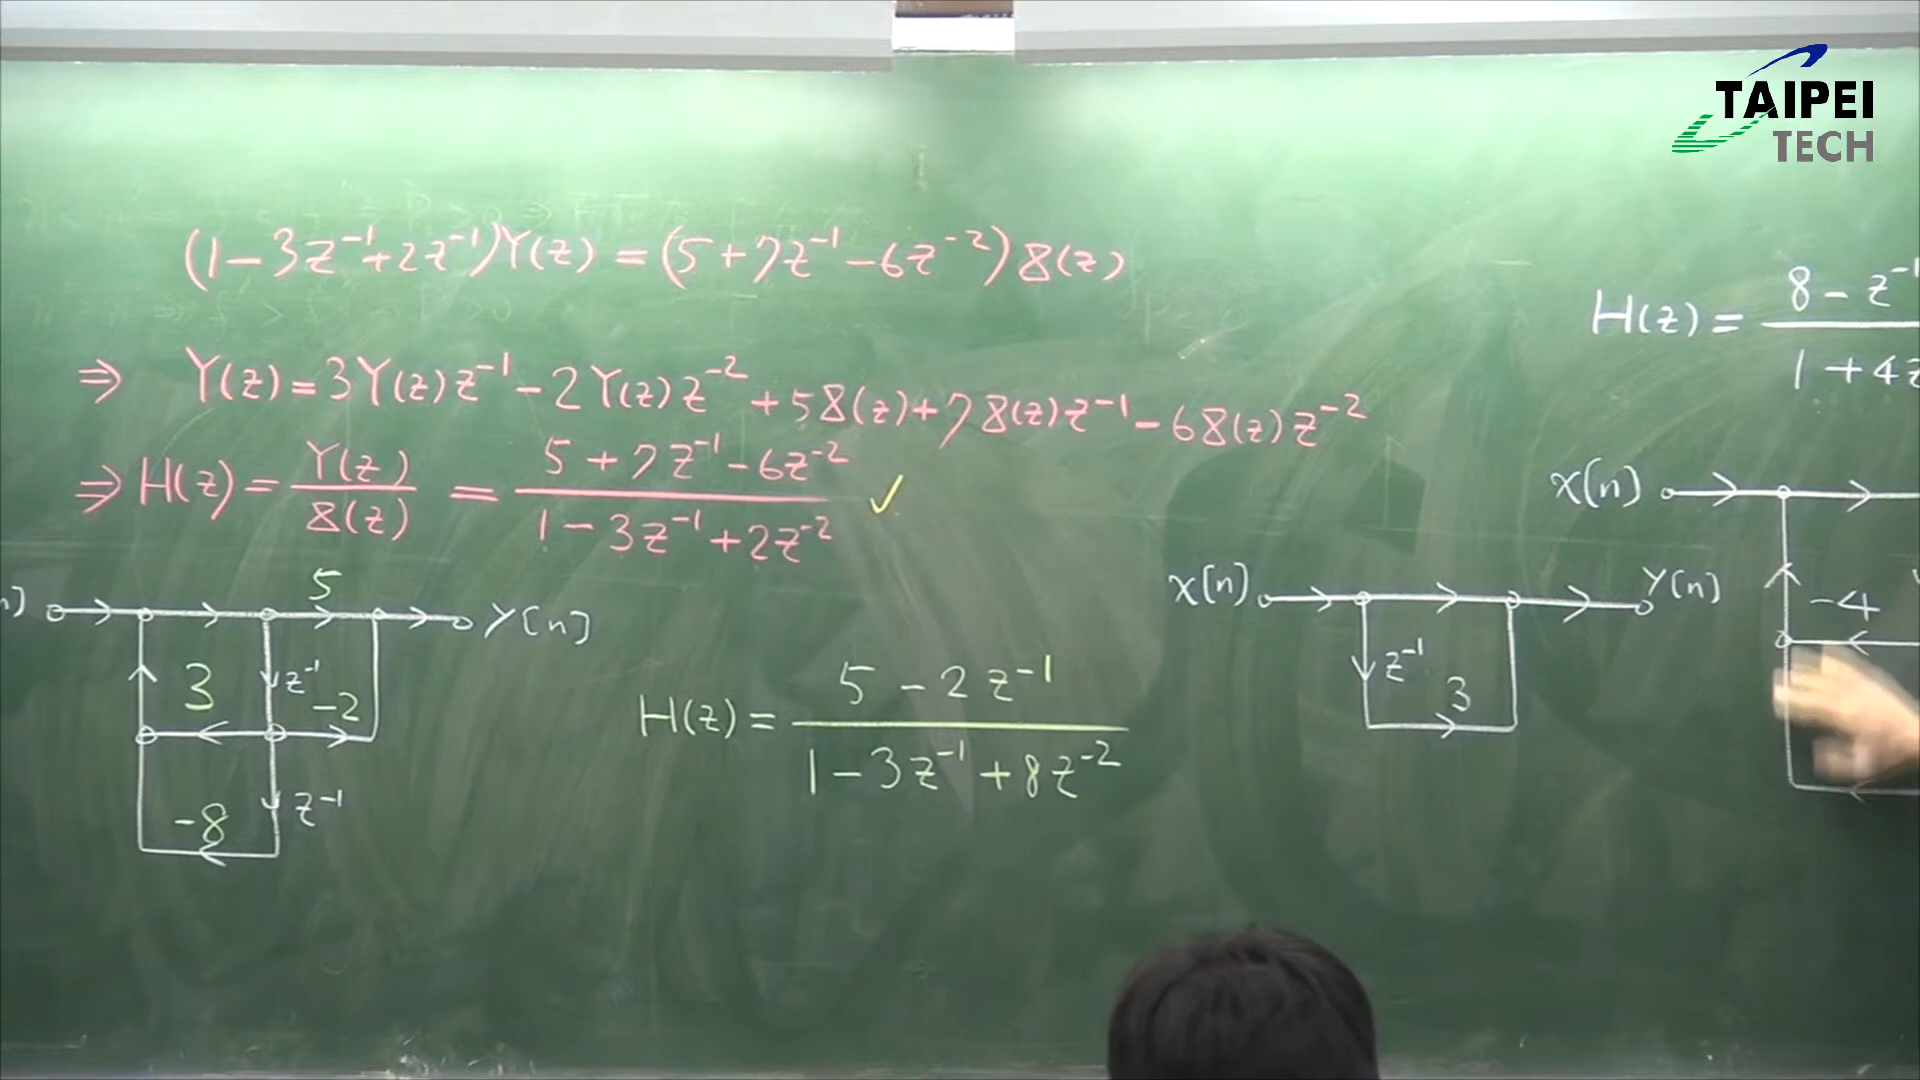 TAIPEI
TECH
(1-3z⁻¹+2z⁻¹)Y(z) = (5+7z⁻¹-6z⁻²)8(z)
⇒ Y(z)=3Y(z)z⁻¹-2Y(z)z⁻²+58(z)+78(z)z⁻¹-68(z)z⁻²
⇒ H(z) = Y(z)/8(z) = (5+7z⁻¹-6z⁻²)/(1-3z⁻¹+2z⁻²) ✓
5
Y[n]
3
z⁻¹
-2
-8
z⁻¹
H(z) = (5-2z⁻¹)/(1-3z⁻¹+8z⁻²)
x[n]
Y[n]
z⁻¹
3
H(z) = 8-z⁻¹
1+4z
x[n]
-4